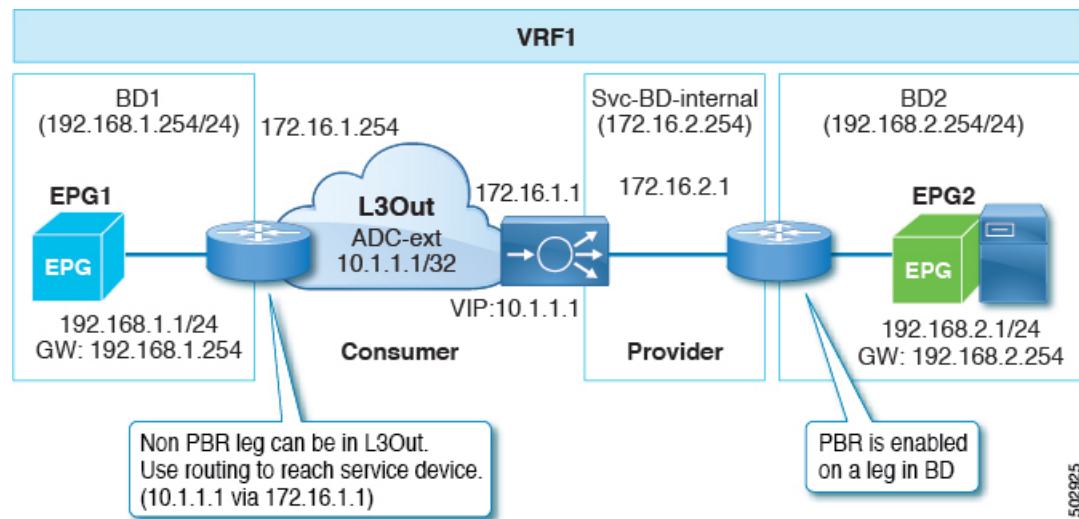 VRF1
BD1
(192.168.1.254/24)
172.16.1.254
Svc-BD-internal
(172.16.2.254)
BD2
(192.168.2.254/24)
EPG1
EPG
L3Out
ADC-ext
10.1.1.1/32
172.16.1.1
172.16.2.1
EPG2
EPG
192.168.1.1/24
GW: 192.168.1.254
VIP:10.1.1.1
Consumer
Provider
192.168.2.1/24
GW: 192.168.2.254
Non PBR leg can be in L3Out.
Use routing to reach service device.
(10.1.1.1 via 172.16.1.1)
PBR is enabled
on a leg in BD
502925